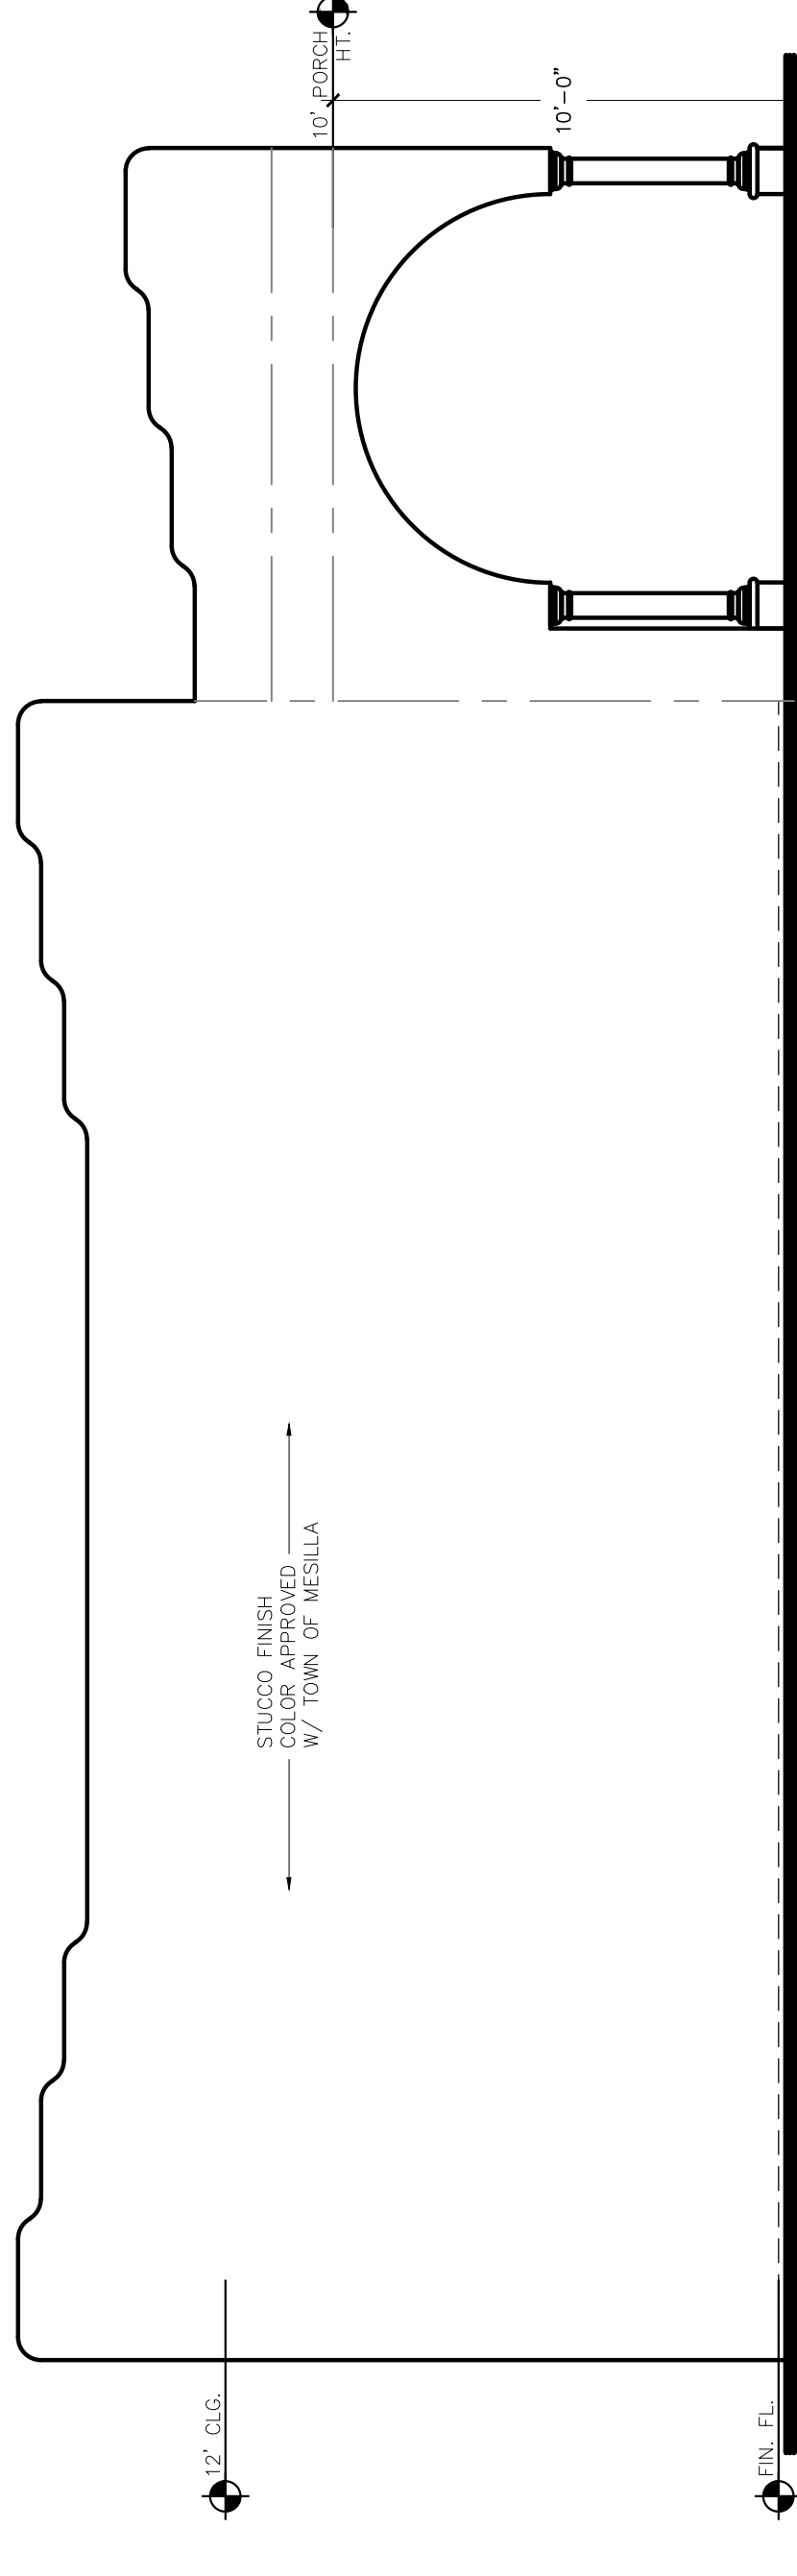 12' CLG.
FIN. FL.
STUCCO FINISH
COLOR APPROVED
W/ TOWN OF MESILLA
10' PORCH
HT.
10'-0"